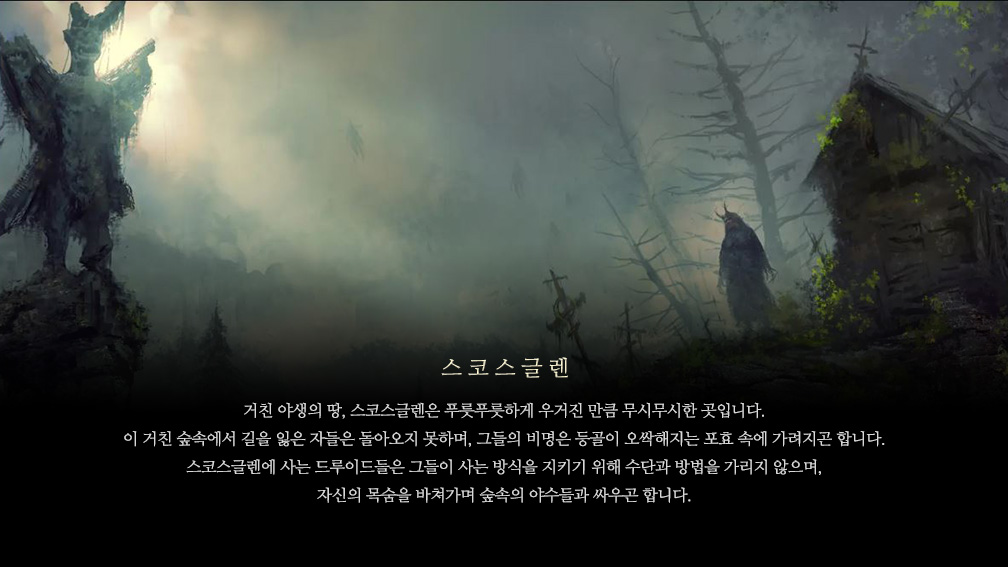 스코스글렌
거친 야생의 땅, 스코스글렌은 푸릇푸릇하게 우거진 만큼 무시무시한 곳입니다.
이 거친 숲속에서 길을 잃은 자들은 돌아오지 못하며, 그들의 비명은 등골이 오싹해지는 포효 속에 가려지곤 합니다.
스코스글렌에 사는 드루이드들은 그들이 사는 방식을 지키기 위해 수단과 방법을 가리지 않으며,
자신의 목숨을 바쳐가며 숲속의 야수들과 싸우곤 합니다.